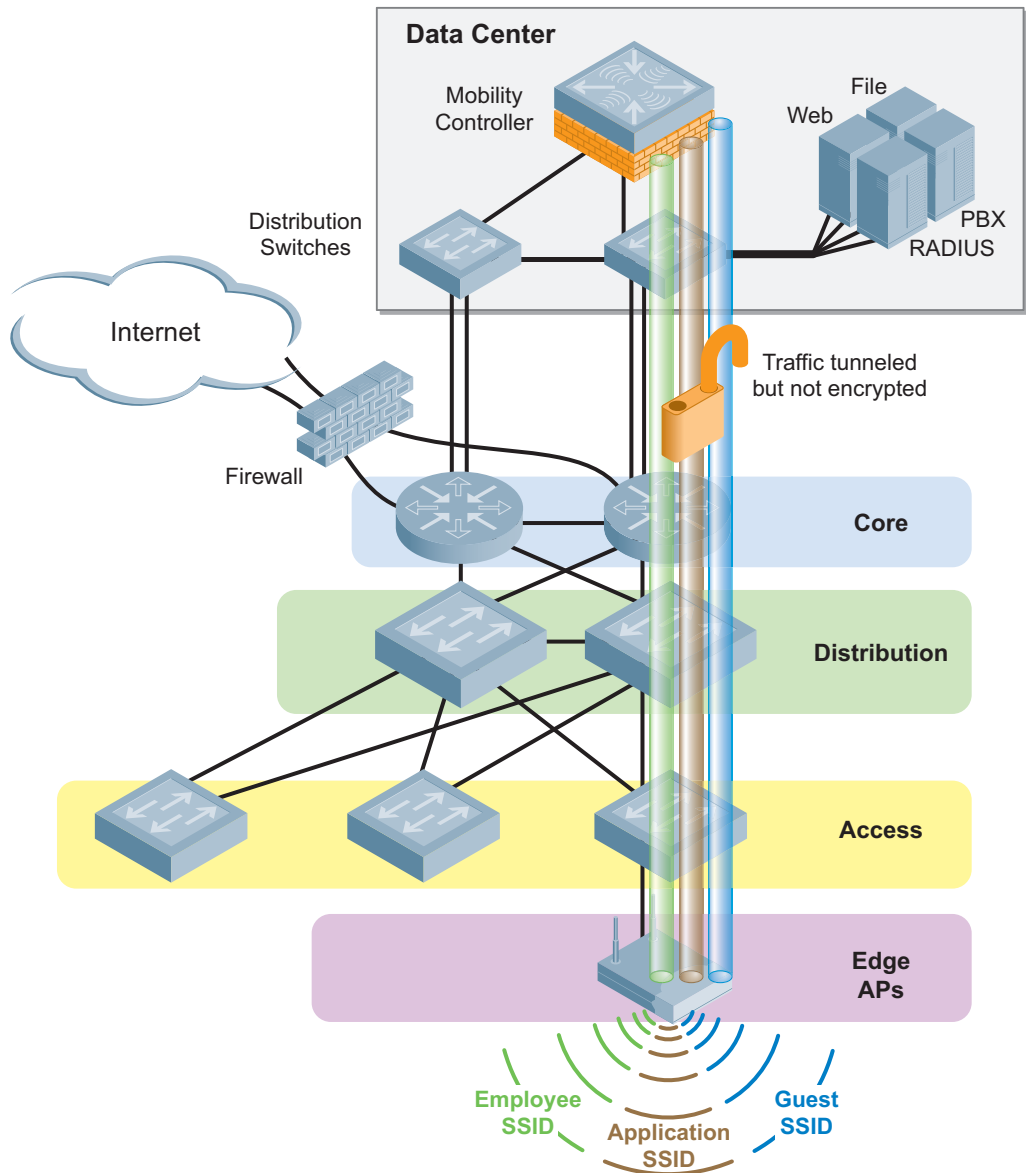 Data Center
Mobility
Controller
File
Web
PBX
RADIUS
Distribution
Switches
Internet
Traffic tunneled
but not encrypted
Firewall
Core
Distribution
Access
Edge
APs
Employee
SSID
Application
SSID
Guest
SSID